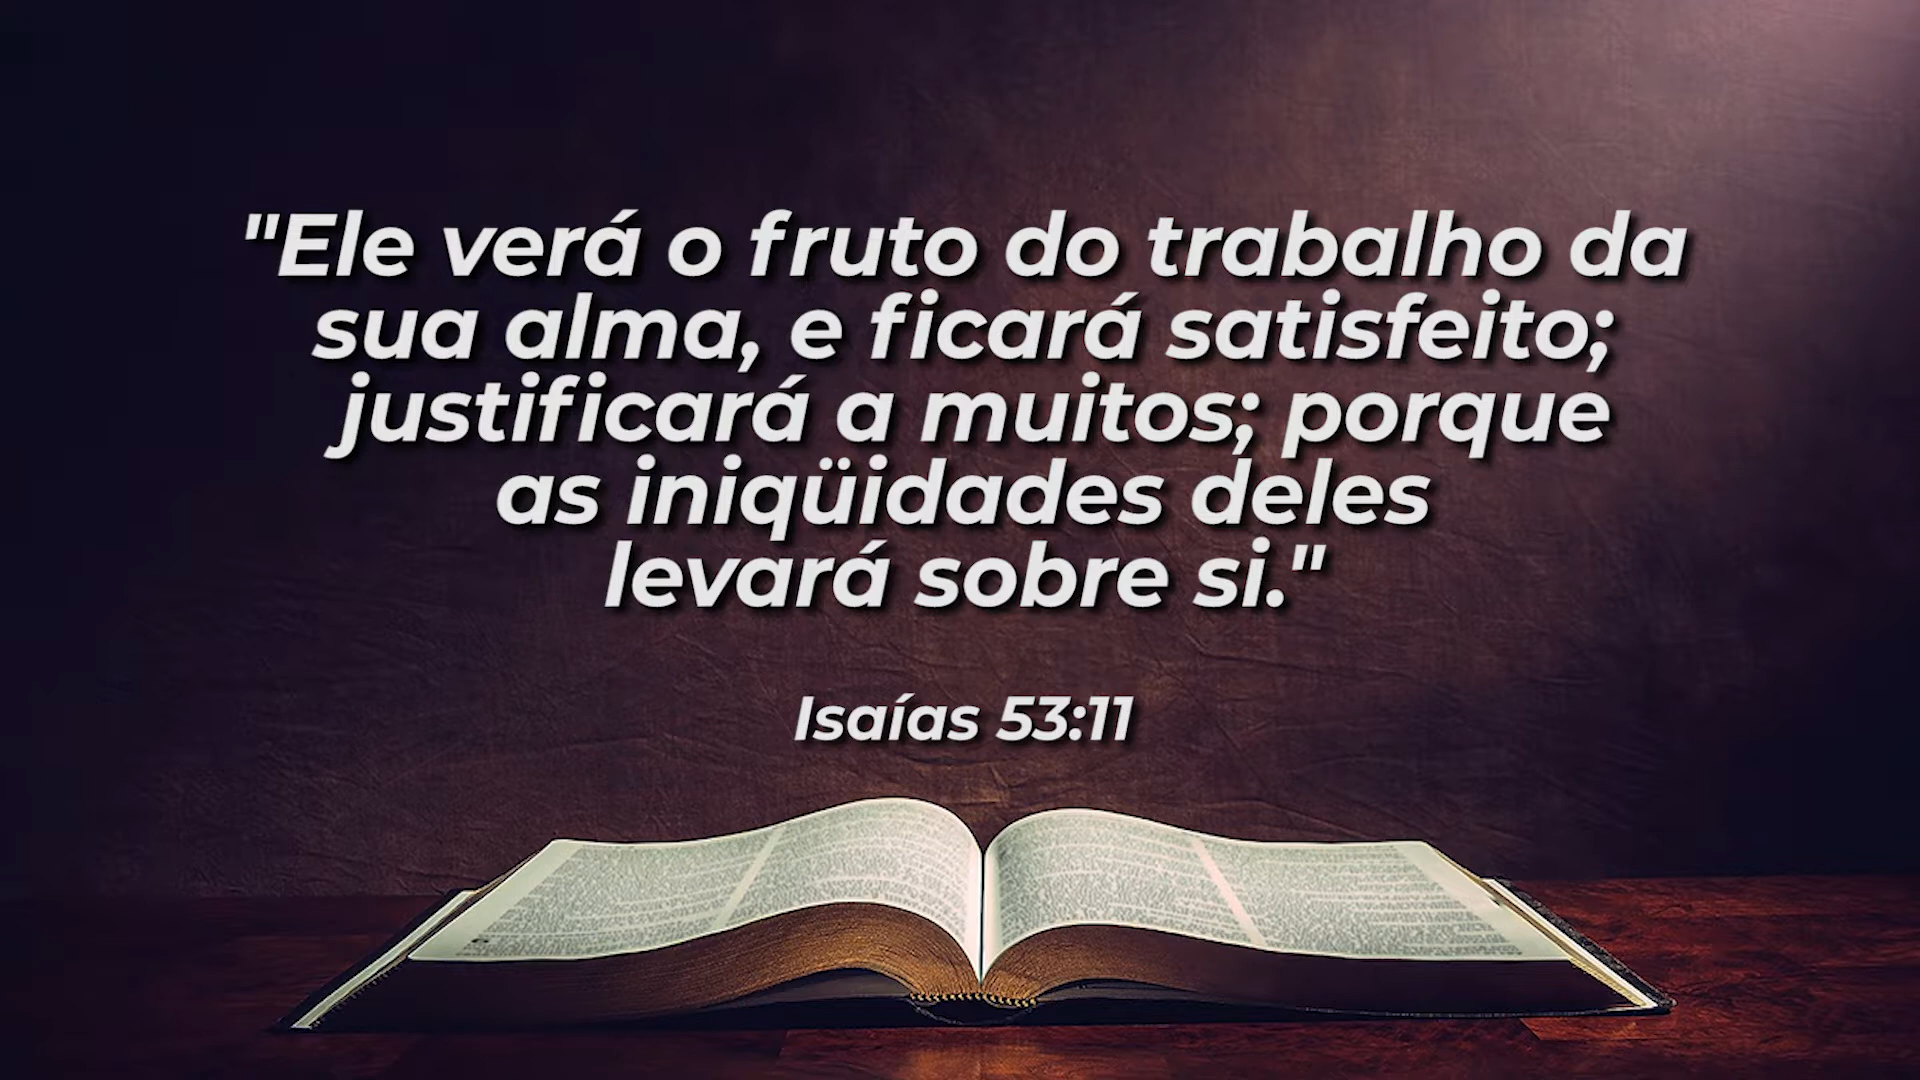 "Ele verá o fruto do trabalho da
sua alma, e ficará satisfeito;
justificará a muitos; porque
as iniqüidades deles
levará sobre si."
Isaías 53:11